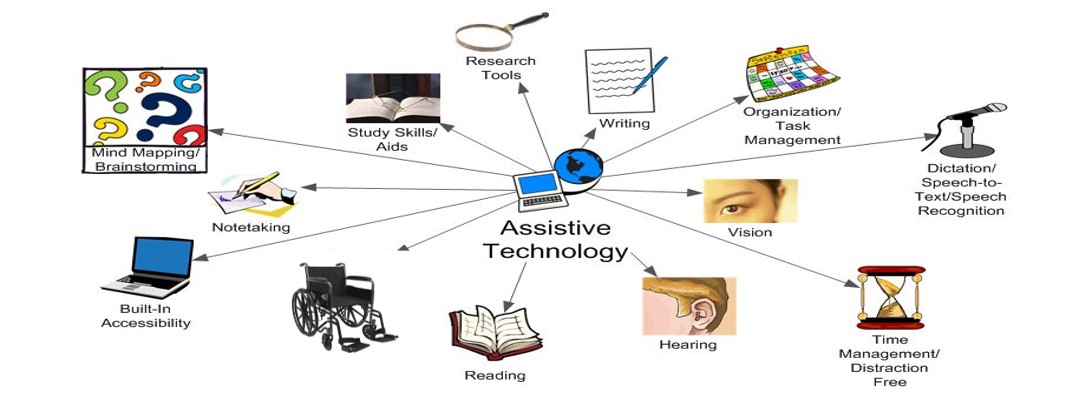 Research
Tools
Study Skills/
Aids
Writing
Organization/
Task
Management
Mind Mapping/
Brainstorming
Dictation/
Speech-to-
Text/Speech
Recognition
Notetaking
Vision
Assistive
Technology
Built-In
Accessibility
Reading
Hearing
Time
Management/
Distraction
Free